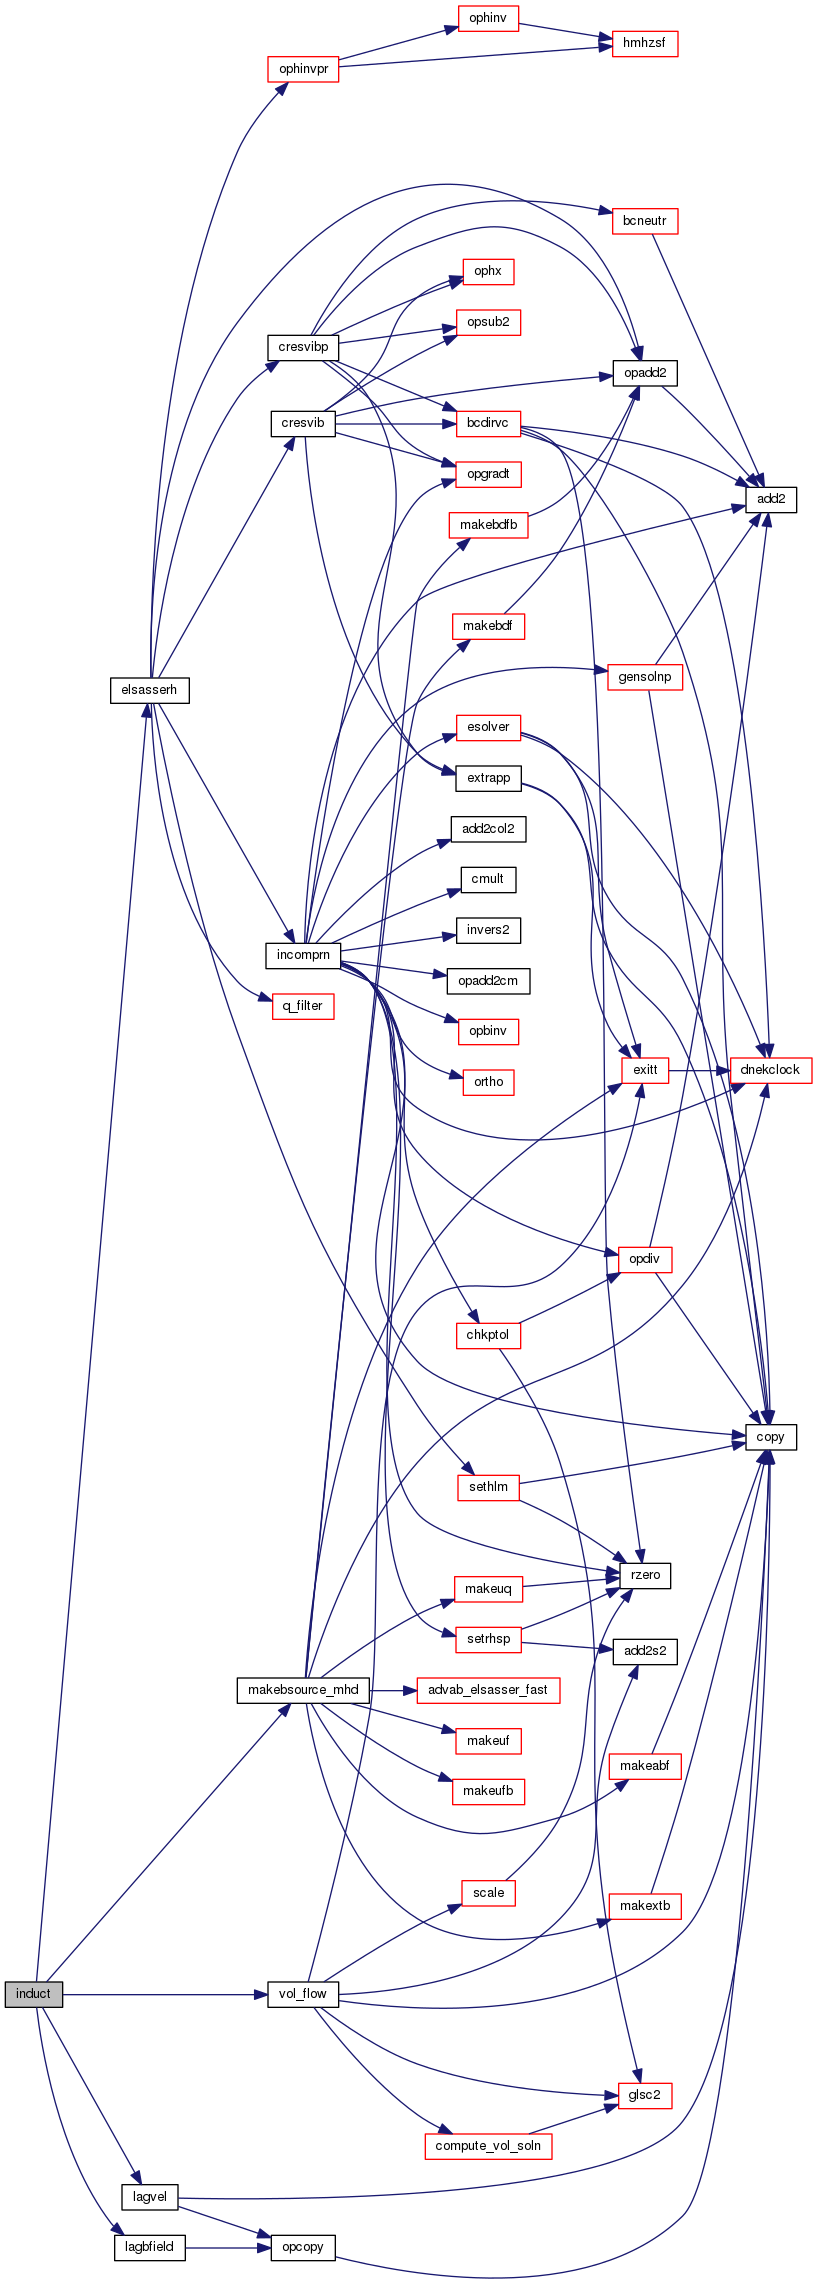 ophinv
hmhzsf
ophinvpr
bcneutr
ophx
opsub2
cresvibp
opadd2
cresvib
bcdirvc
opgradt
add2
makebdfb
makebdf
gensolnp
elsasserh
esolver
extrapp
add2col2
cmult
invers2
incomprn
opadd2cm
q_filter
opbinv
exitt
dnekclock
ortho
opdiv
chkptol
copy
sethlm
rzero
makeuq
setrhsp
add2s2
makebsource_mhd
advab_elsasser_fast
makeuf
makeabf
makeufb
scale
makextb
induct
vol_flow
glsc2
compute_vol_soln
lagvel
lagbfield
opcopy